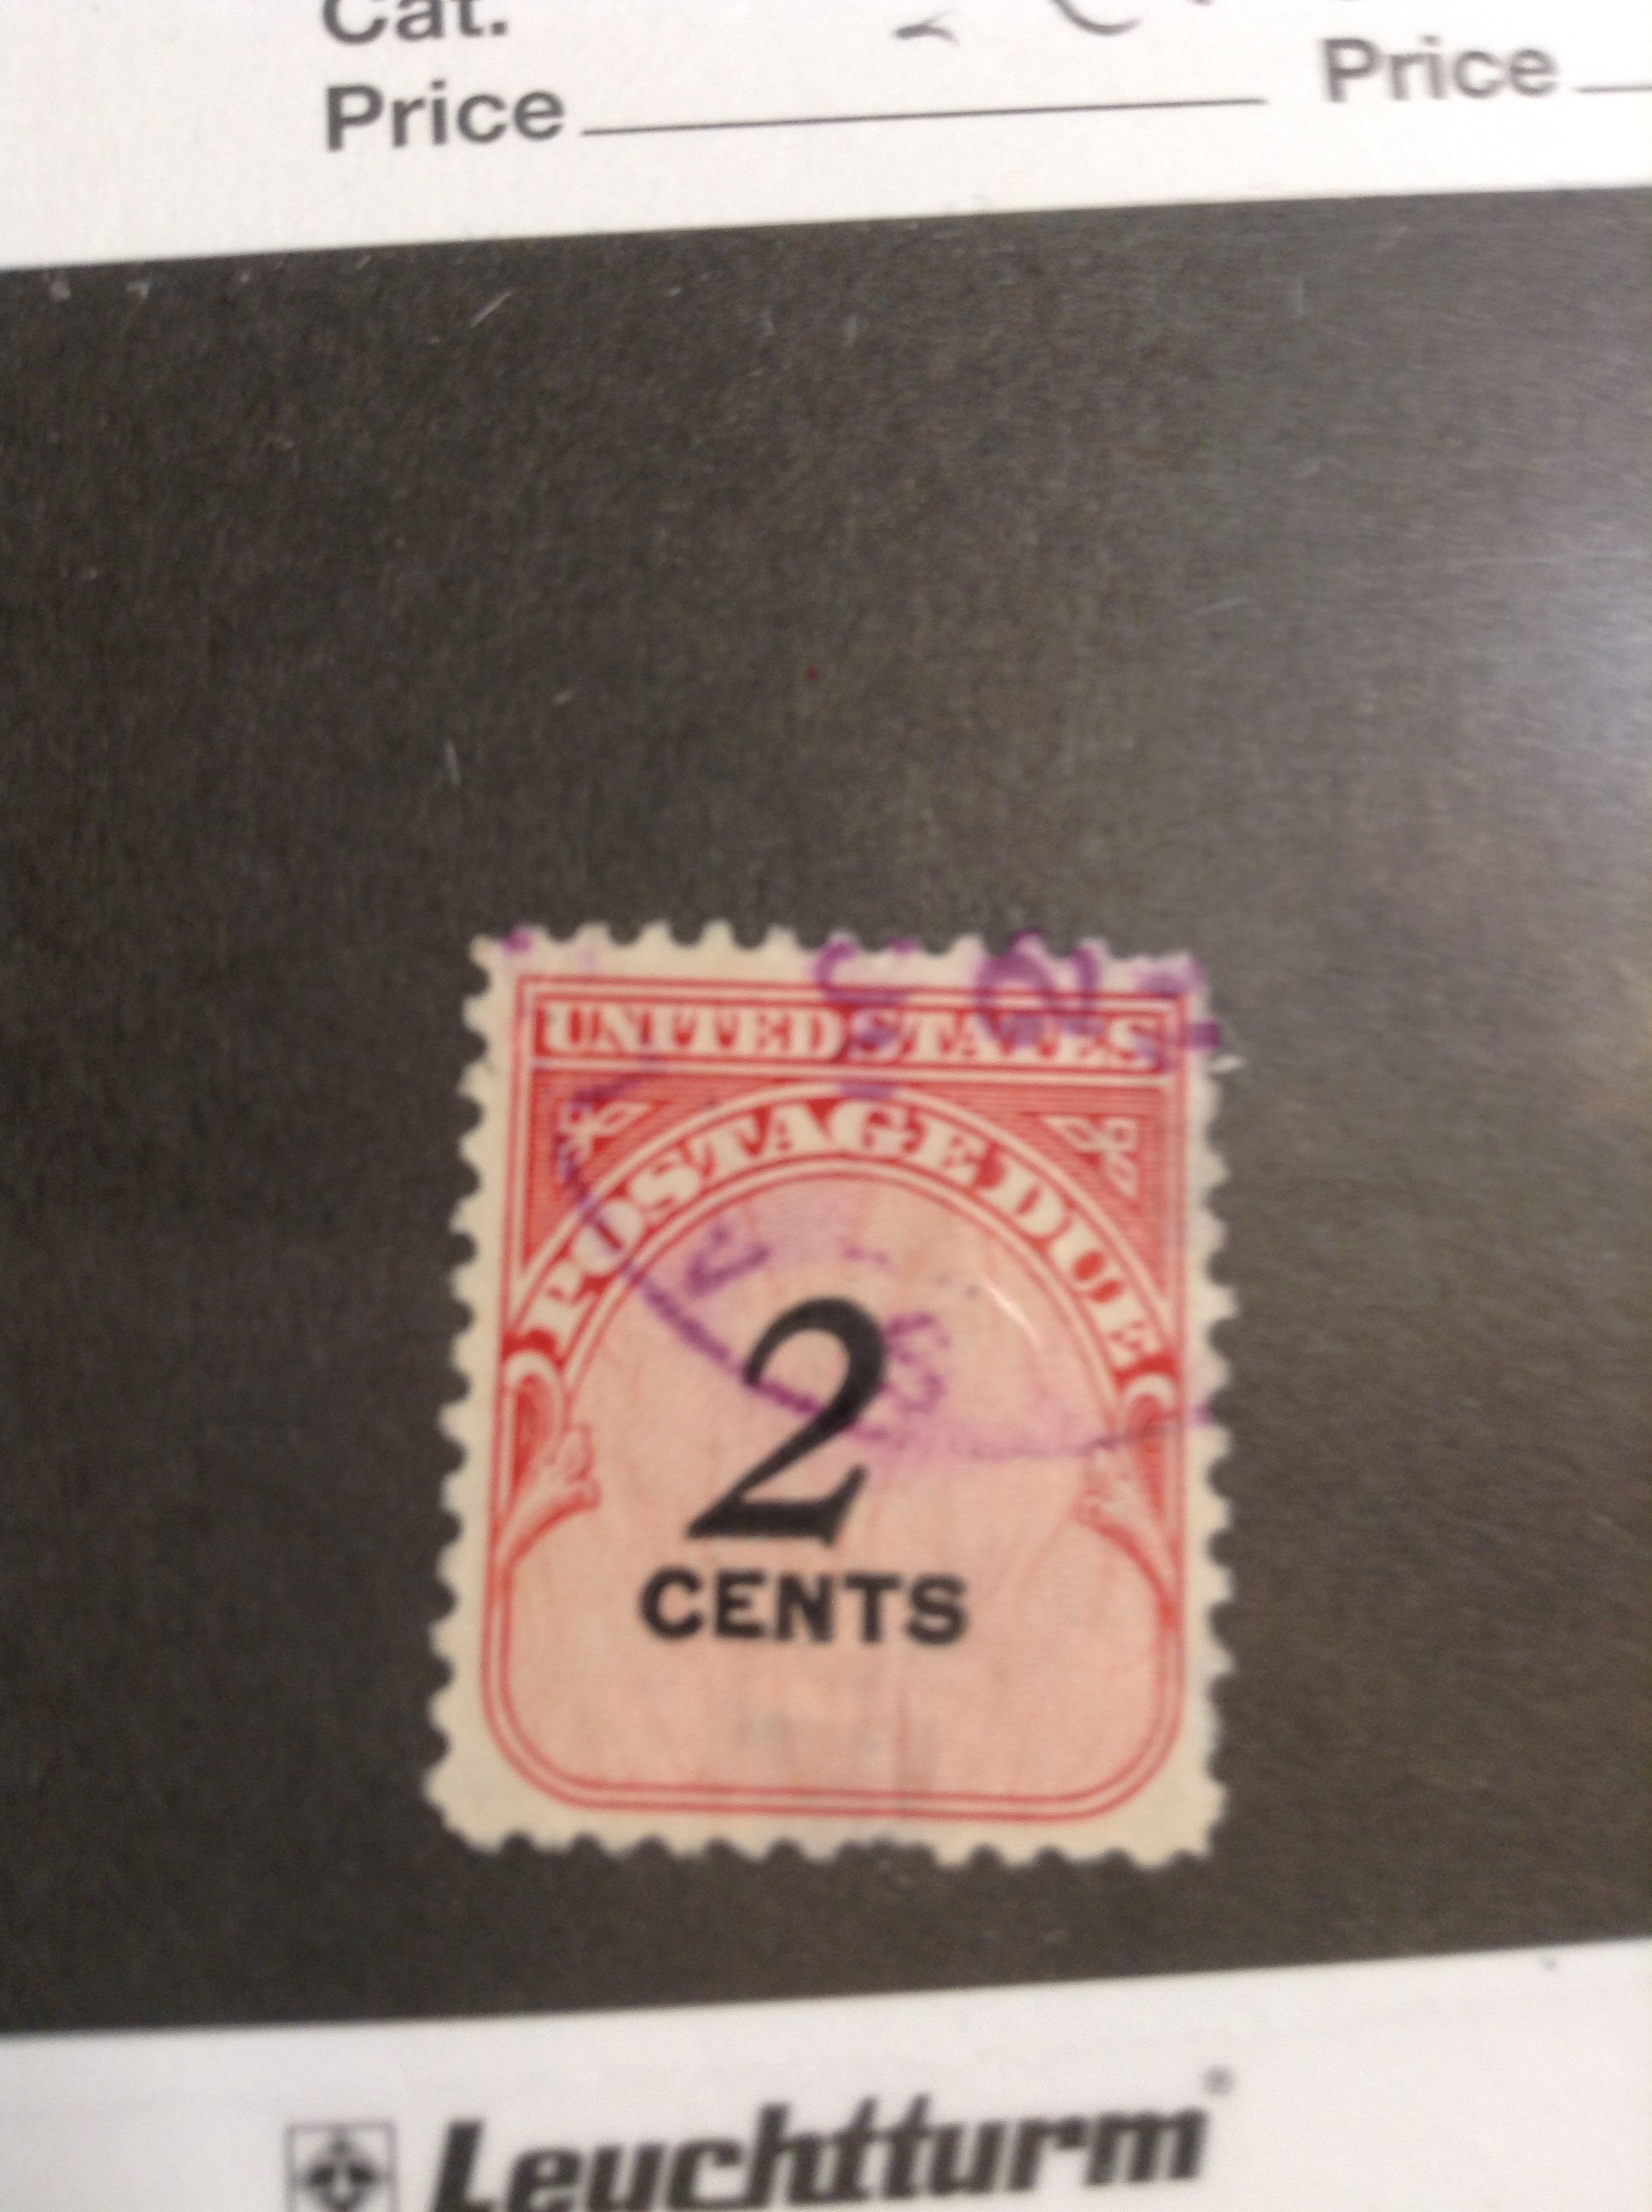 Cat.
Price
Price
UNITED STATES
POSTAGE DUE
2
CENTS
Leuchtturm®